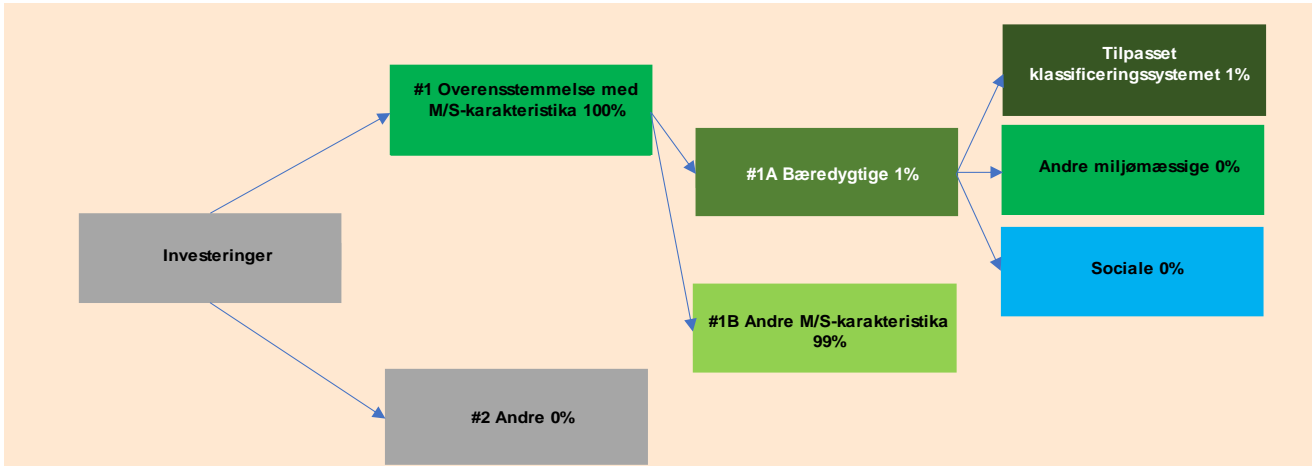 Investeringer
#1 Overensstemmelse med
M/S-karakteristika 100%
#2 Andre 0%
#1A Bæredygtige 1%
#1B Andre M/S-karakteristika
99%
Tilpasset
klassificeringssystemet 1%
Andre miljømæssige 0%
Sociale 0%